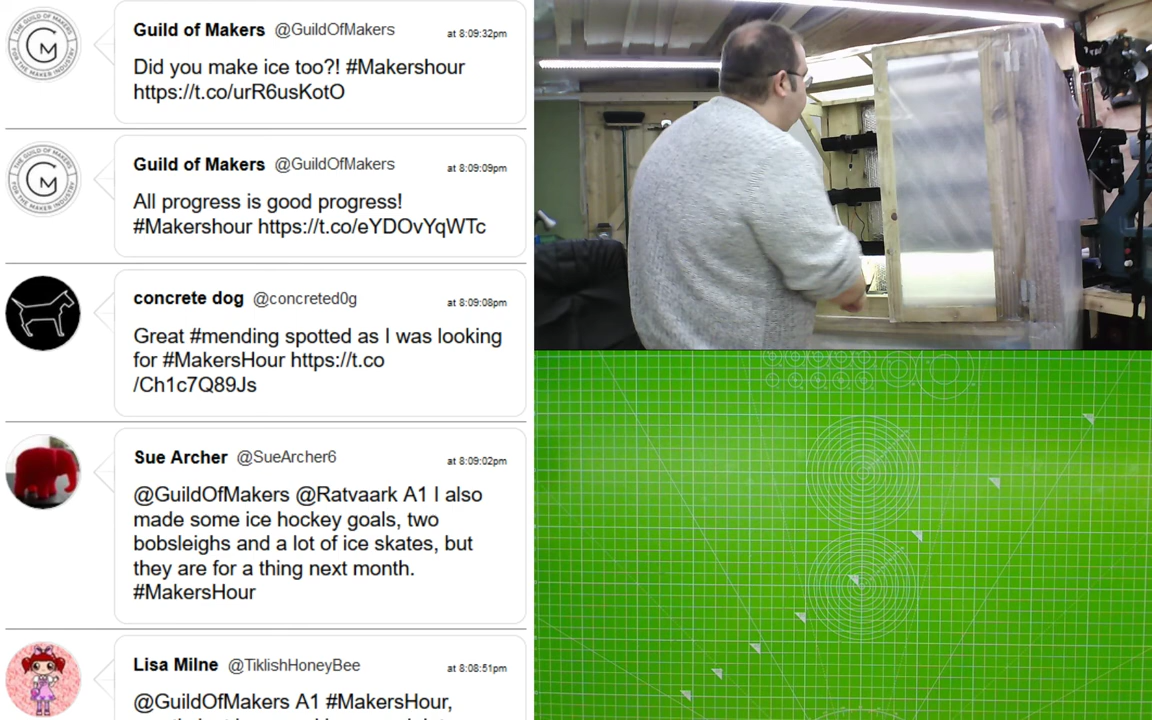 Guild of Makers @GuildOfMakers at 8:09:32pm
Did you make ice too?! #Makershour
https://t.co/urR6usKotO
Guild of Makers @GuildOfMakers at 8:09:09pm
All progress is good progress!
#Makershour https://t.co/eYDOvYqWTc
concrete dog @concreted0g at 8:09:08pm
Great #mending spotted as I was looking
for #MakersHour https://t.co
/Ch1c7Q89Js
Sue Archer @SueArcher6 at 8:09:02pm
@GuildOfMakers @Ratvaark A1 I also
made some ice hockey goals, two
bobsleighs and a lot of ice skates, but
they are for a thing next month.
#MakersHour
Lisa Milne @TiklishHoneyBee at 8:08:51pm
@GuildOfMakers A1 #MakersHour,